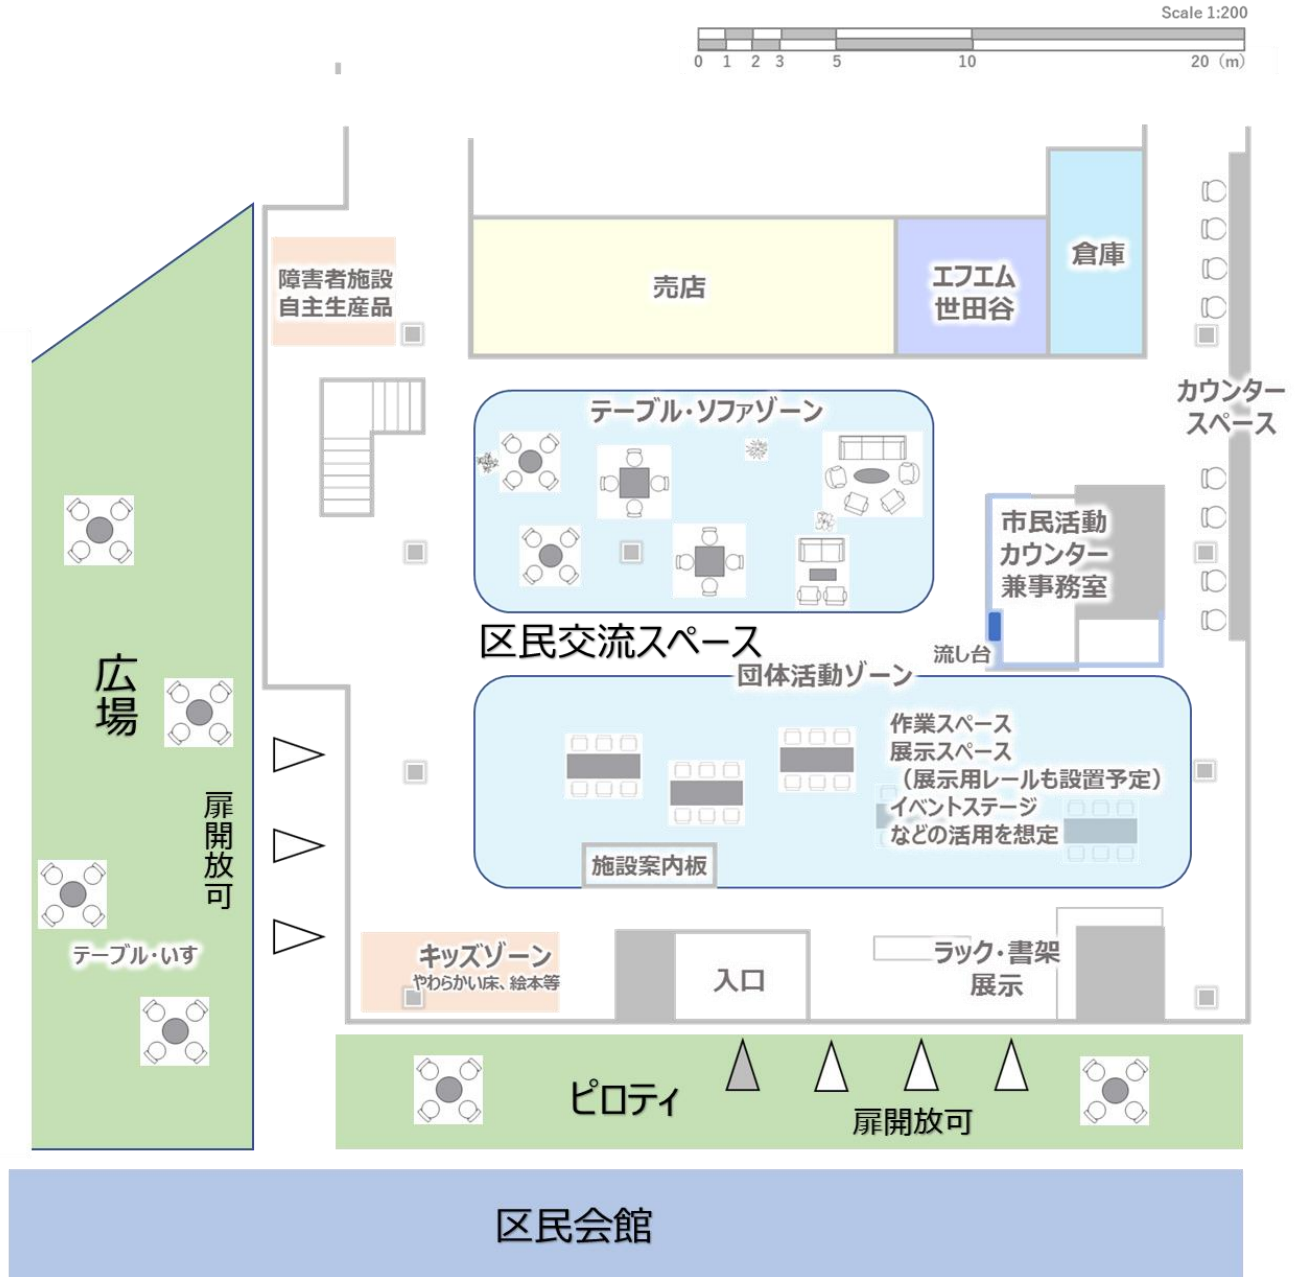 Scale 1:200
0 1 2 3 5 10 20 (m)
障害者施設
自主生産品
売店
エフエム
世田谷
倉庫
カウンター
スペース
テーブル・ソファゾーン
市民活動
カウンター
兼事務室
流し台
区民交流スペース
団体活動ゾーン
作業スペース
展示スペース
（展示用レールも設置予定）
イベントステージ
などの活用を想定
施設案内板
広場
扉開放可
テーブル・いす
キッズゾーン
やわらかい床、絵本等
入口
ラック・書架
展示
ピロティ
扉開放可
区民会館